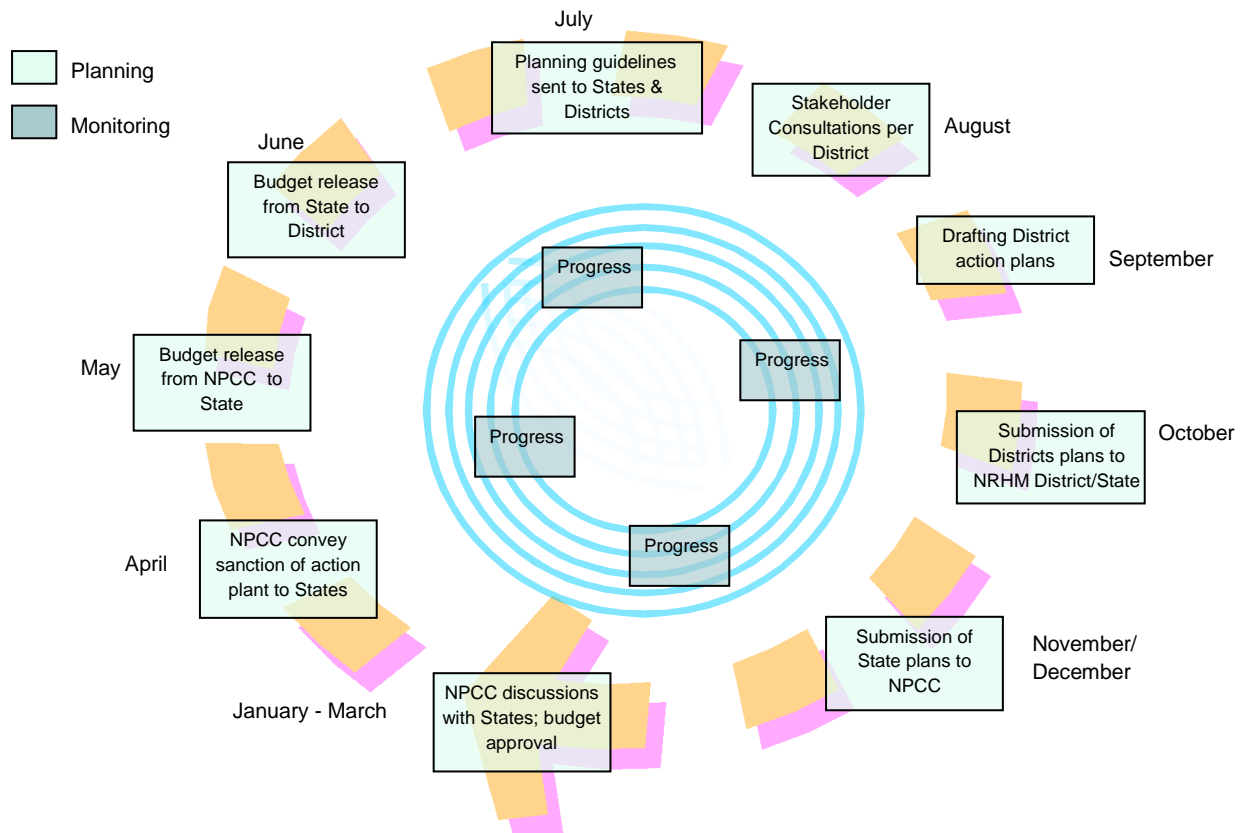 July
Planning
Monitoring
Planning guidelines
sent to States &
Districts
Stakeholder
Consultations per
District
August
June
Budget release
from State to
District
Drafting District
action plans
September
Progress
Progress
May
Budget release
from NPCC to
State
Progress
Submission of
Districts plans to
NRHM District/State
October
Progress
April
NPCC convey
sanction of action
plant to States
Submission of
State plans to
NPCC
November/
December
January - March
NPCC discussions
with States; budget
approval